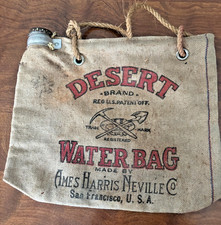 DESERT
-BRAND-
REG.U.S.PATENT OFF.
TRADE MARK
REGISTERED
WATER BAG
MADE BY
AMES HARRIS NEVILLE CO
SAN FRANCISCO, U.S.A.